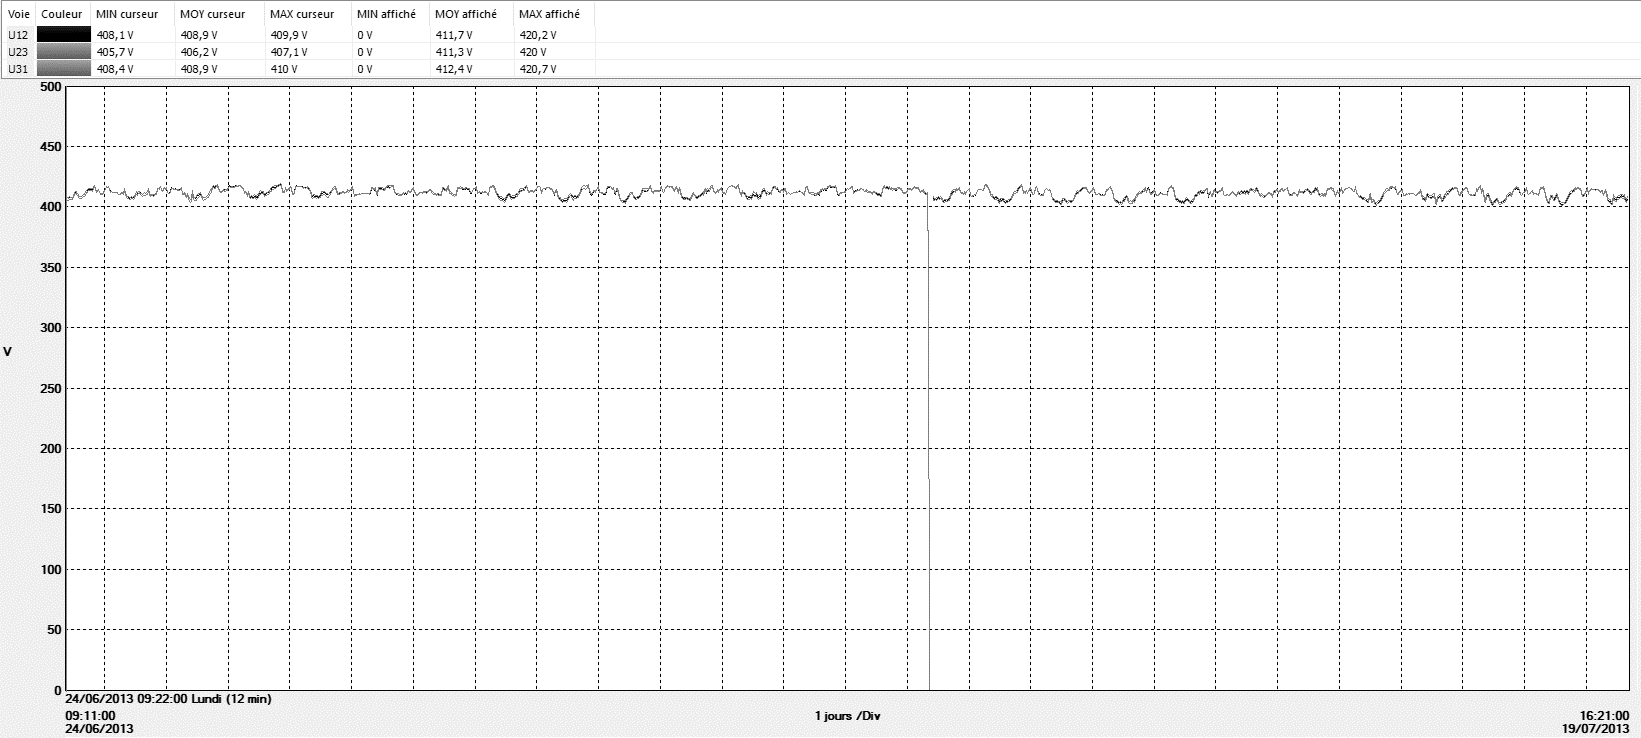 Voie Couleur MIN curseur MOY curseur MAX curseur MIN affiché MOY affiché MAX affiché
U12 408,1 V 408,9 V 409,9 V 0 V 411,7 V 420,2 V
U23 405,7 V 406,2 V 407,1 V 0 V 411,3 V 420 V
U31 408,4 V 408,9 V 410 V 0 V 412,4 V 420,7 V
500
450
400
350
300
V
250
200
150
100
50
0
24/06/2013 09:22:00 Lundi (12 min)
09:11:00 1 jours /Div 16:21:00
24/06/2013 19/07/2013